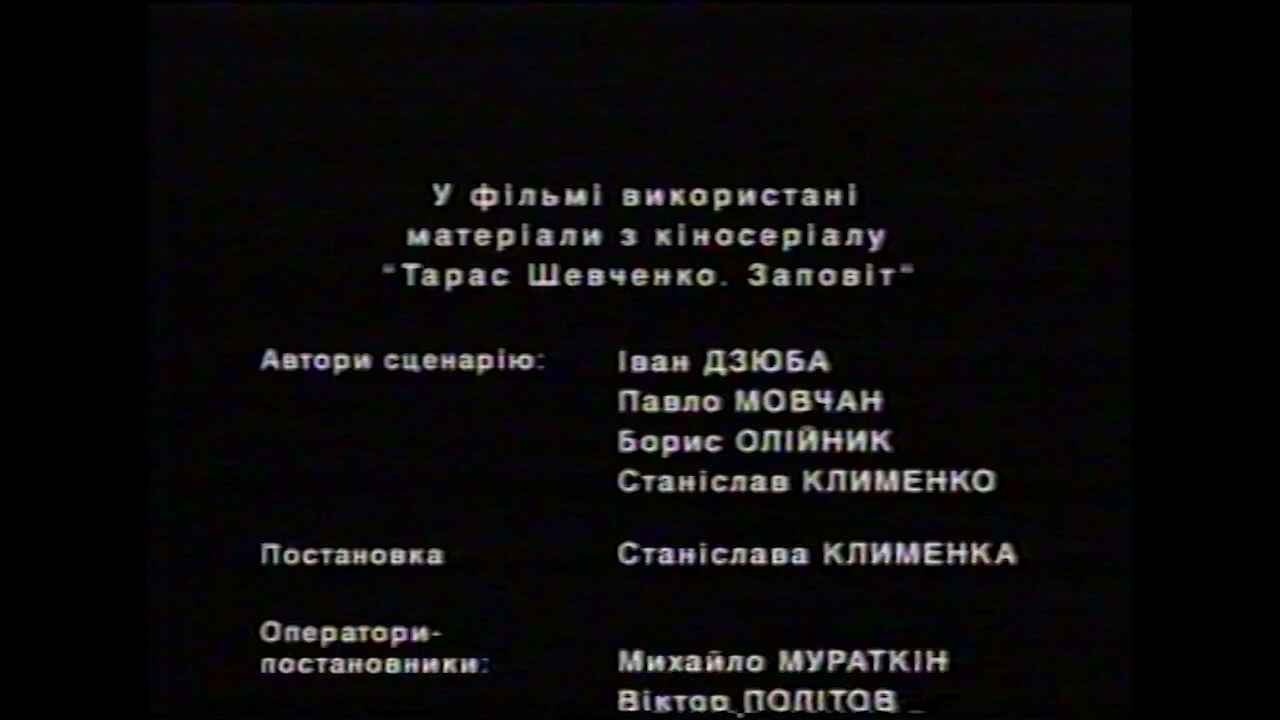 У фільмі використані
матеріали з кіносеріалу
"Тарас Шевченко. Заповіт"
Автори сценарію: Іван ДЗЮБА
Павло МОВЧАН
Борис ОЛІЙНИК
Станіслав КЛИМЕНКО
Постановка Станіслава КЛИМЕНКА
Оператори-
постановники: Михайло МУРАТКІН
Віктор ПОЛІТОВ